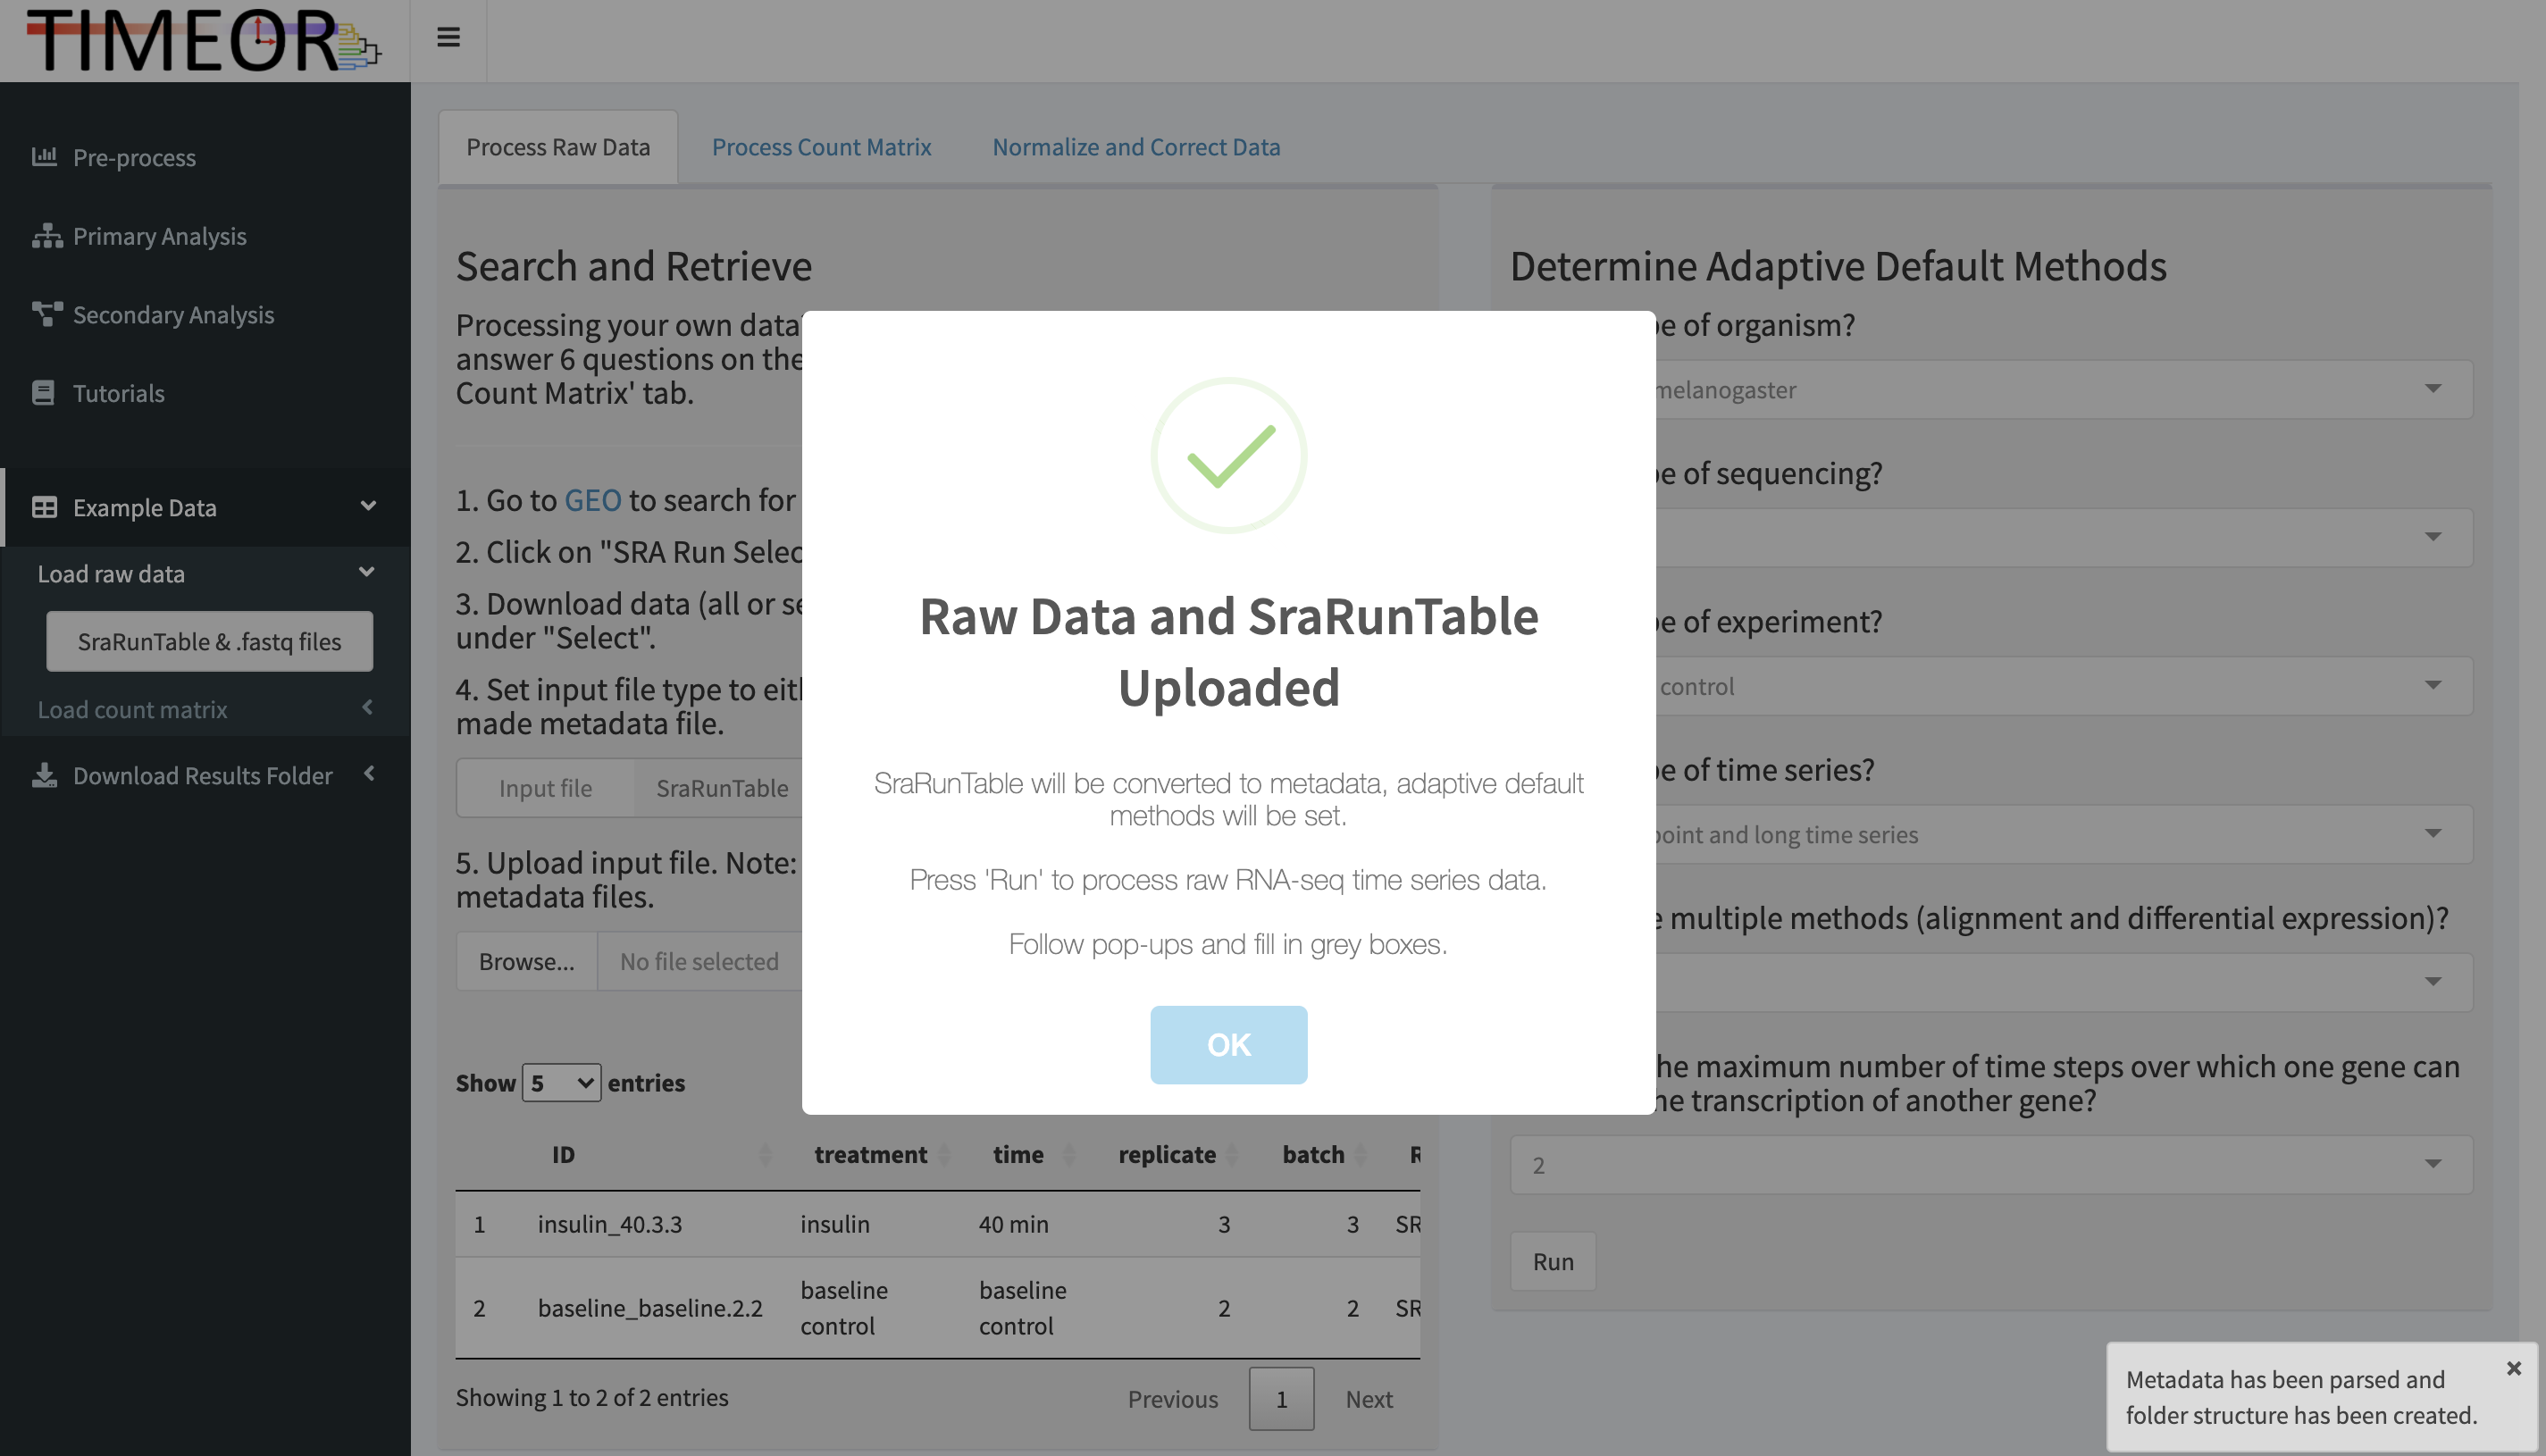 TIMEOR
Pre-process
Primary Analysis
Secondary Analysis
Tutorials
Example Data
Load raw data
SraRunTable & .fastq files
Load count matrix
Download Results Folder
Process Raw Data
Process Count Matrix
Normalize and Correct Data
Search and Retrieve
Processing your own data
answer 6 questions on the
Count Matrix' tab.
1. Go to GEO to search for
2. Click on "SRA Run Selec
3. Download data (all or se
under "Select".
4. Set input file type to eit
made metadata file.
Input file
SraRunTable
5. Upload input file. Note:
metadata files.
Browse...
No file selected
Show 5 entries
ID treatment time replicate batch R
1 insulin_40.3.3 insulin 40 min 3 3 SR
2 baseline_baseline.2.2 baseline control baseline control 2 2 SR
Showing 1 to 2 of 2 entries
Previous 1 Next
Raw Data and SraRunTable
Uploaded
SraRunTable will be converted to metadata, adaptive default
methods will be set.
Press 'Run' to process raw RNA-seq time series data.
Follow pop-ups and fill in grey boxes.
OK
Determine Adaptive Default Methods
pe of organism?
melanogaster
pe of sequencing?
pe of experiment?
control
pe of time series?
point and long time series
e multiple methods (alignment and differential expression)?
he maximum number of time steps over which one gene can
he transcription of another gene?
2
Run
Metadata has been parsed and
folder structure has been created.